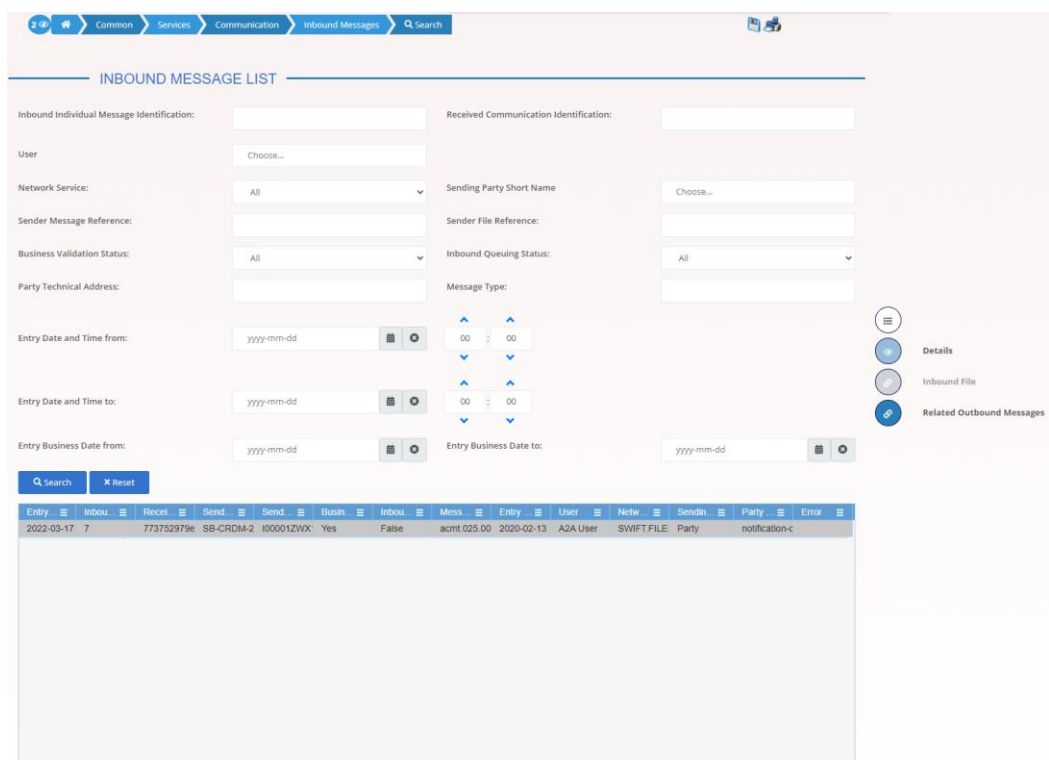 2 Common Services Communication Inbound Messages Search
INBOUND MESSAGE LIST
Inbound Individual Message Identification: Received Communication Identification:
User Choose...
Network Service: All Sending Party Short Name Choose...
Sender Message Reference: Sender File Reference:
Business Validation Status: All Inbound Queuing Status: All
Party Technical Address: Message Type:
Entry Date and Time from: yyyy-mm-dd 00 : 00
Details
Inbound File
Entry Date and Time to: yyyy-mm-dd 00 : 00
Related Outbound Messages
Entry Business Date from: yyyy-mm-dd Entry Business Date to: yyyy-mm-dd
Search Reset
Entry... Inbou... Recei... Send... Send... Busin... Inbou... Mess... Entry... User Netw... Sendin... Party... Error
2022-03-17 7 773752979e SB-CRDM-2 I00001ZWX Yes False acmt.025.00 2020-02-13 A2A User SWIFT.FILE. Party notification-c